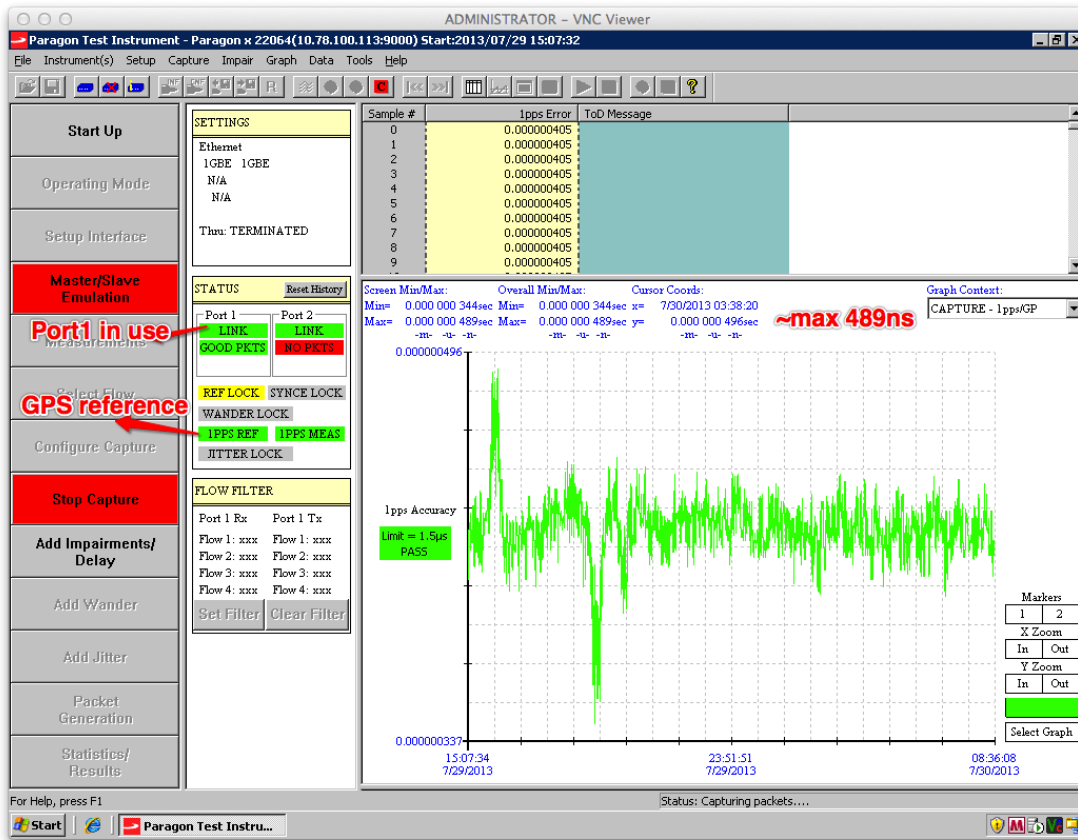 ADMINISTRATOR – VNC Viewer
Paragon Test Instrument - Paragon x 22064(10.78.100.113:9000) Start:2013/07/29 15:07:32
File Instrument(s) Setup Capture Impair Graph Data Tools Help
Start Up
Operating Mode
Setup Interface
Master/Slave
Emulation
Measurements
Select Flow
Configure Capture
Stop Capture
Add Impairments/
Delay
Add Wander
Add Jitter
Packet
Generation
Statistics/
Results
Port1 in use
GPS reference
SETTINGS
Ethernet
1GBE 1GBE
N/A
N/A
Thru: TERMINATED
STATUS Reset History
Port 1 Port 2
LINK LINK
GOOD PKTS NO PKTS
REF LOCK SYNCE LOCK
WANDER LOCK
1PPS REF 1PPS MEAS
JITTER LOCK
FLOW FILTER
Port 1 Rx Port 1 Tx
Flow 1: xxx Flow 1: xxx
Flow 2: xxx Flow 2: xxx
Flow 3: xxx Flow 3: xxx
Flow 4: xxx Flow 4: xxx
Set Filter Clear Filter
Sample # 1pps Error ToD Message
0 0.000000405
1 0.000000405
2 0.000000405
3 0.000000405
4 0.000000405
5 0.000000405
6 0.000000405
7 0.000000405
8 0.000000405
9 0.000000405
Screen Min/Max: Overall Min/Max: Cursor Coords: Graph Context:
Min= 0.000 000 344sec Min= 0.000 000 344sec x= 7/30/2013 03:38:20
CAPTURE - 1pps/GP
Max= 0.000 000 489sec Max= 0.000 000 489sec y= 0.000 000 496sec
~max 489ns
-m- -u- -n- -m- -u- -n- -m- -u- -n-
0.000000496
1pps Accuracy
Limit = 1.5µs
PASS
0.000000337
15:07:34 23:51:51 08:36:08
7/29/2013 7/29/2013 7/30/2013
Markers
1 2
X Zoom
In Out
Y Zoom
In Out
Select Graph
For Help, press F1 Status: Capturing packets....
Start Paragon Test Instru...